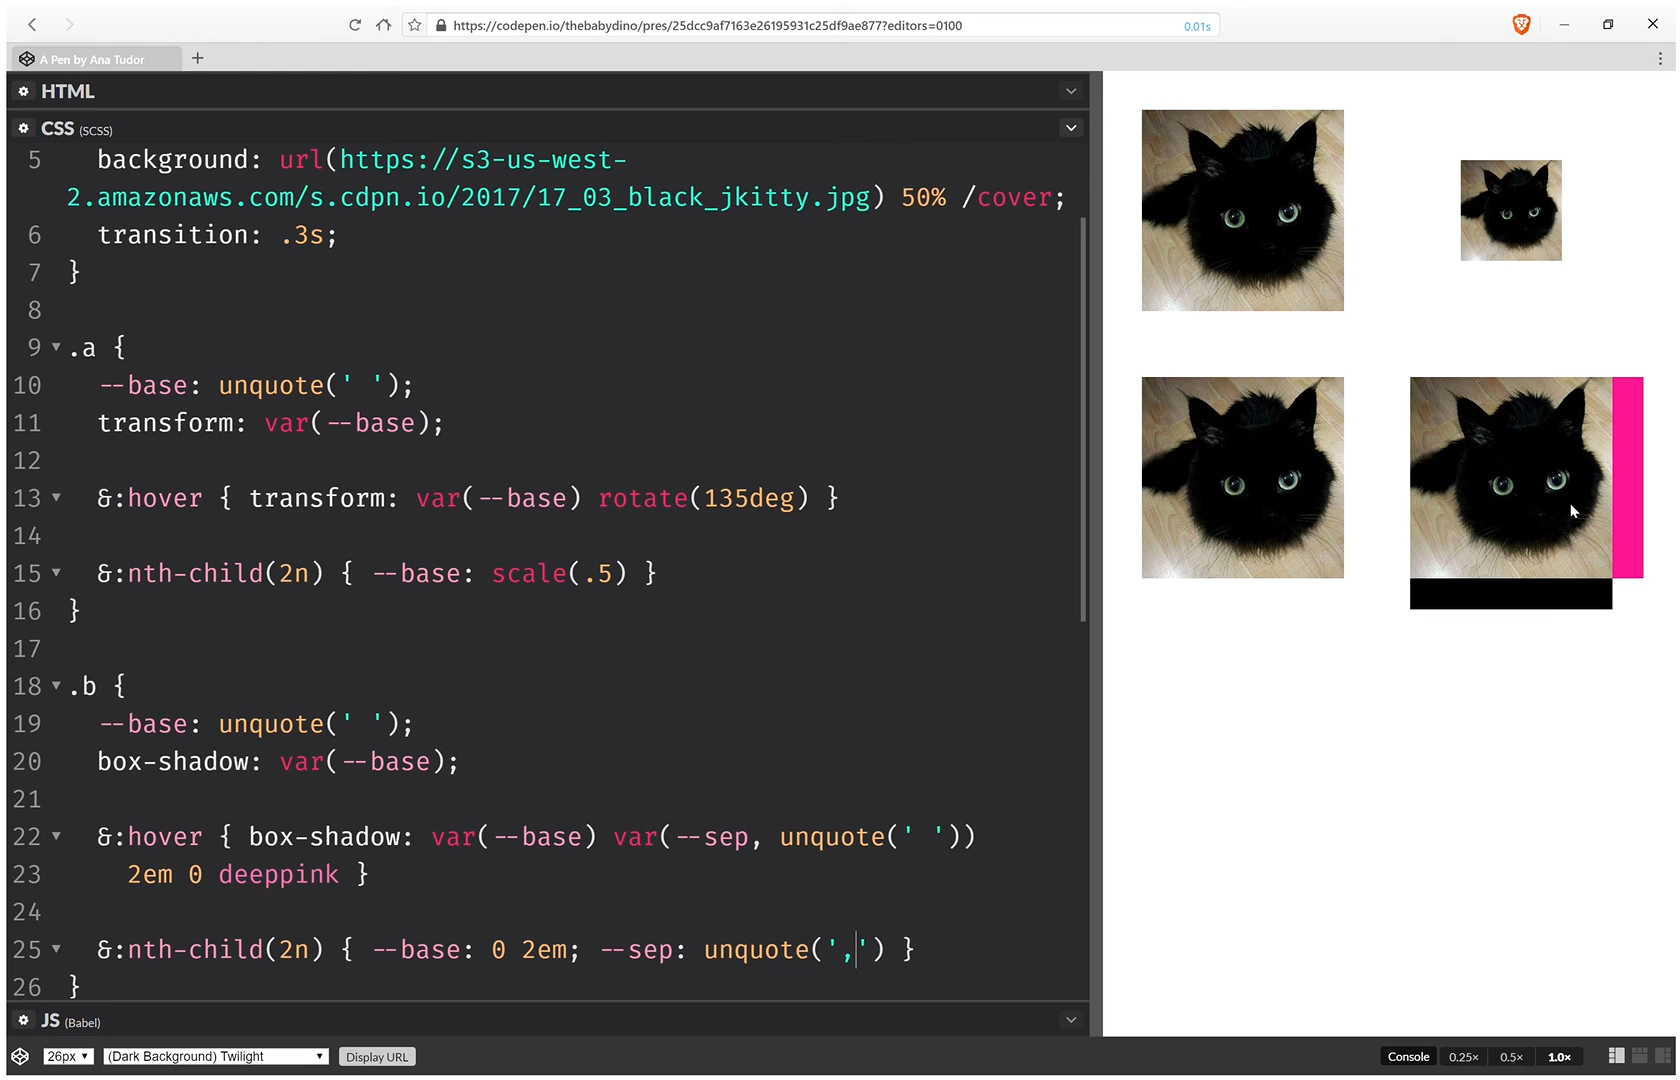 https://codepen.io/thebabydino/pres/25dcc9af7163e26195931c25df9ae877?editors=0100 0.01s
A Pen by Ana Tudor
HTML
CSS (SCSS)
5 background: url(https://s3-us-west-
2.amazonaws.com/s.cdpn.io/2017/17_03_black_jkitty.jpg) 50% /cover;
6 transition: .3s;
7 }
8
9 .a {
10 --base: unquote(' ');
11 transform: var(--base);
12
13 &:hover { transform: var(--base) rotate(135deg) }
14
15 &:nth-child(2n) { --base: scale(.5) }
16 }
17
18 .b {
19 --base: unquote(' ');
20 box-shadow: var(--base);
21
22 &:hover { box-shadow: var(--base) var(--sep, unquote(' '))
23 2em 0 deeppink }
24
25 &:nth-child(2n) { --base: 0 2em; --sep: unquote(',') }
26 }
JS (Babel)
26px (Dark Background) Twilight Display URL Console 0.25× 0.5× 1.0×